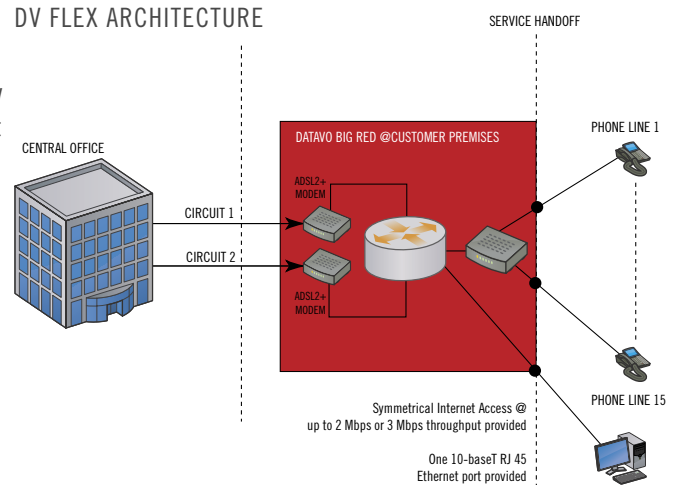 DV FLEX ARCHITECTURE
SERVICE HANDOFF
CENTRAL OFFICE
DATAVO BIG RED @CUSTOMER PREMISES
PHONE LINE 1
ADSL2+
MODEM
CIRCUIT 1
CIRCUIT 2
ADSL2+
MODEM
PHONE LINE 15
Symmetrical Internet Access @
up to 2 Mbps or 3 Mbps throughput provided
One 10-baseT RJ 45
Ethernet port provided